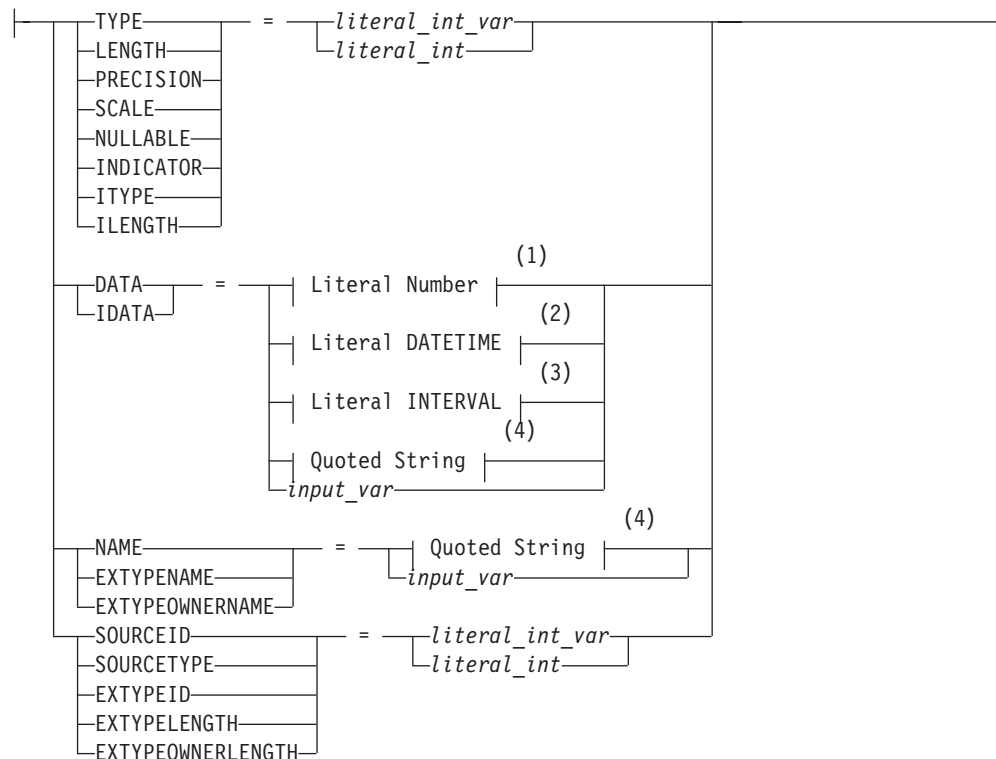 TYPE = literal_int_var
LENGTH literal_int
PRECISION
SCALE
NULLABLE
INDICATOR
ITYPE
ILENGTH
(1)
DATA = Literal Number
IDATA
(2)
Literal DATETIME
(3)
Literal INTERVAL
(4)
Quoted String
input_var
(4)
NAME = Quoted String
EXTYPENAME input_var
EXTYPEOWNERNAME
SOURCEID = literal_int_var
SOURCETYPE literal_int
EXTYPEID
EXTYPELENGTH
EXTYPEOWNERLENGTH